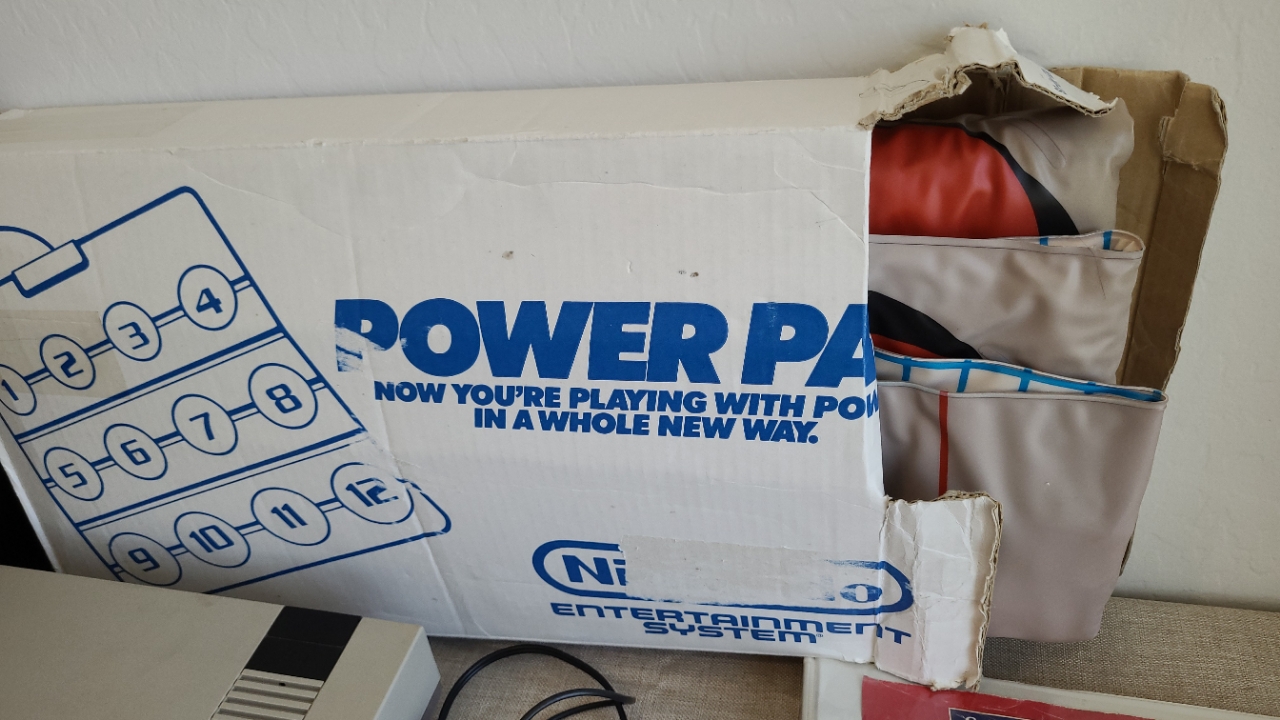 1 2 3 4
5 6 7 8
9 10 11 12
POWER PA
NOW YOU'RE PLAYING WITH POW
IN A WHOLE NEW WAY.
Ni o
ENTERTAINMENT
SYSTEM